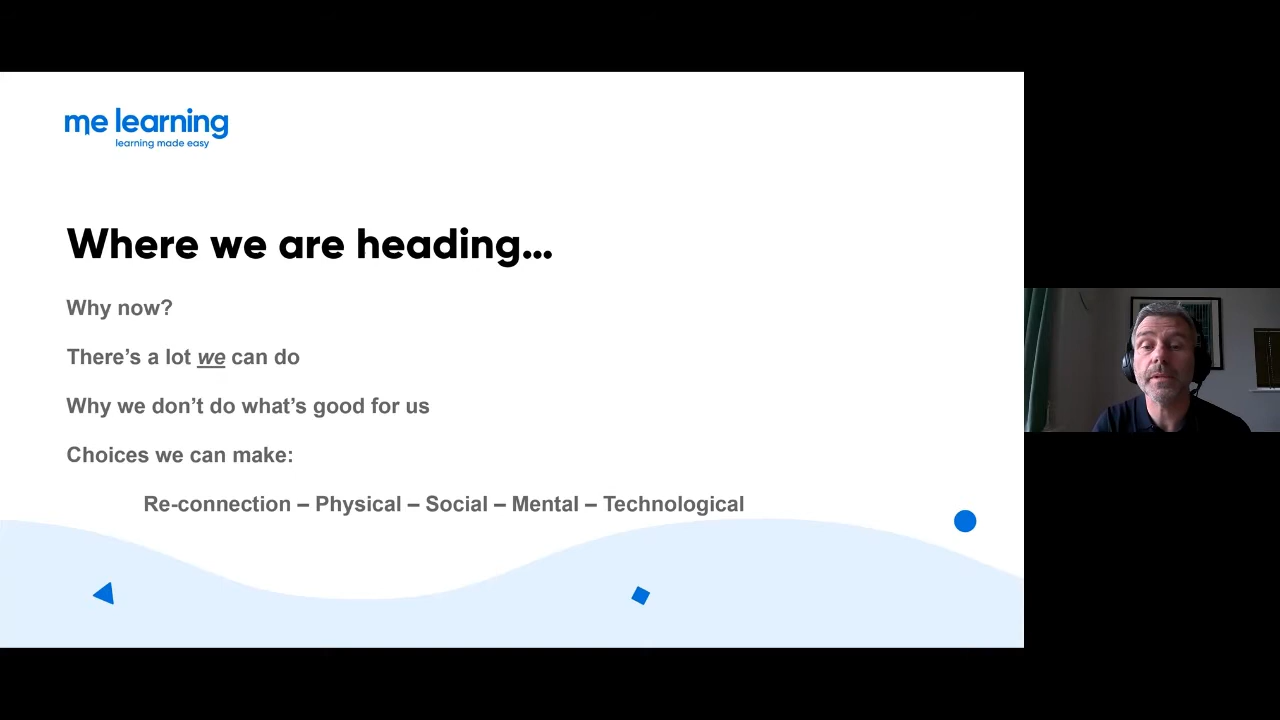 me learning
learning made easy
Where we are heading...
Why now?
There's a lot we can do
Why we don't do what's good for us
Choices we can make:
Re-connection – Physical – Social – Mental – Technological